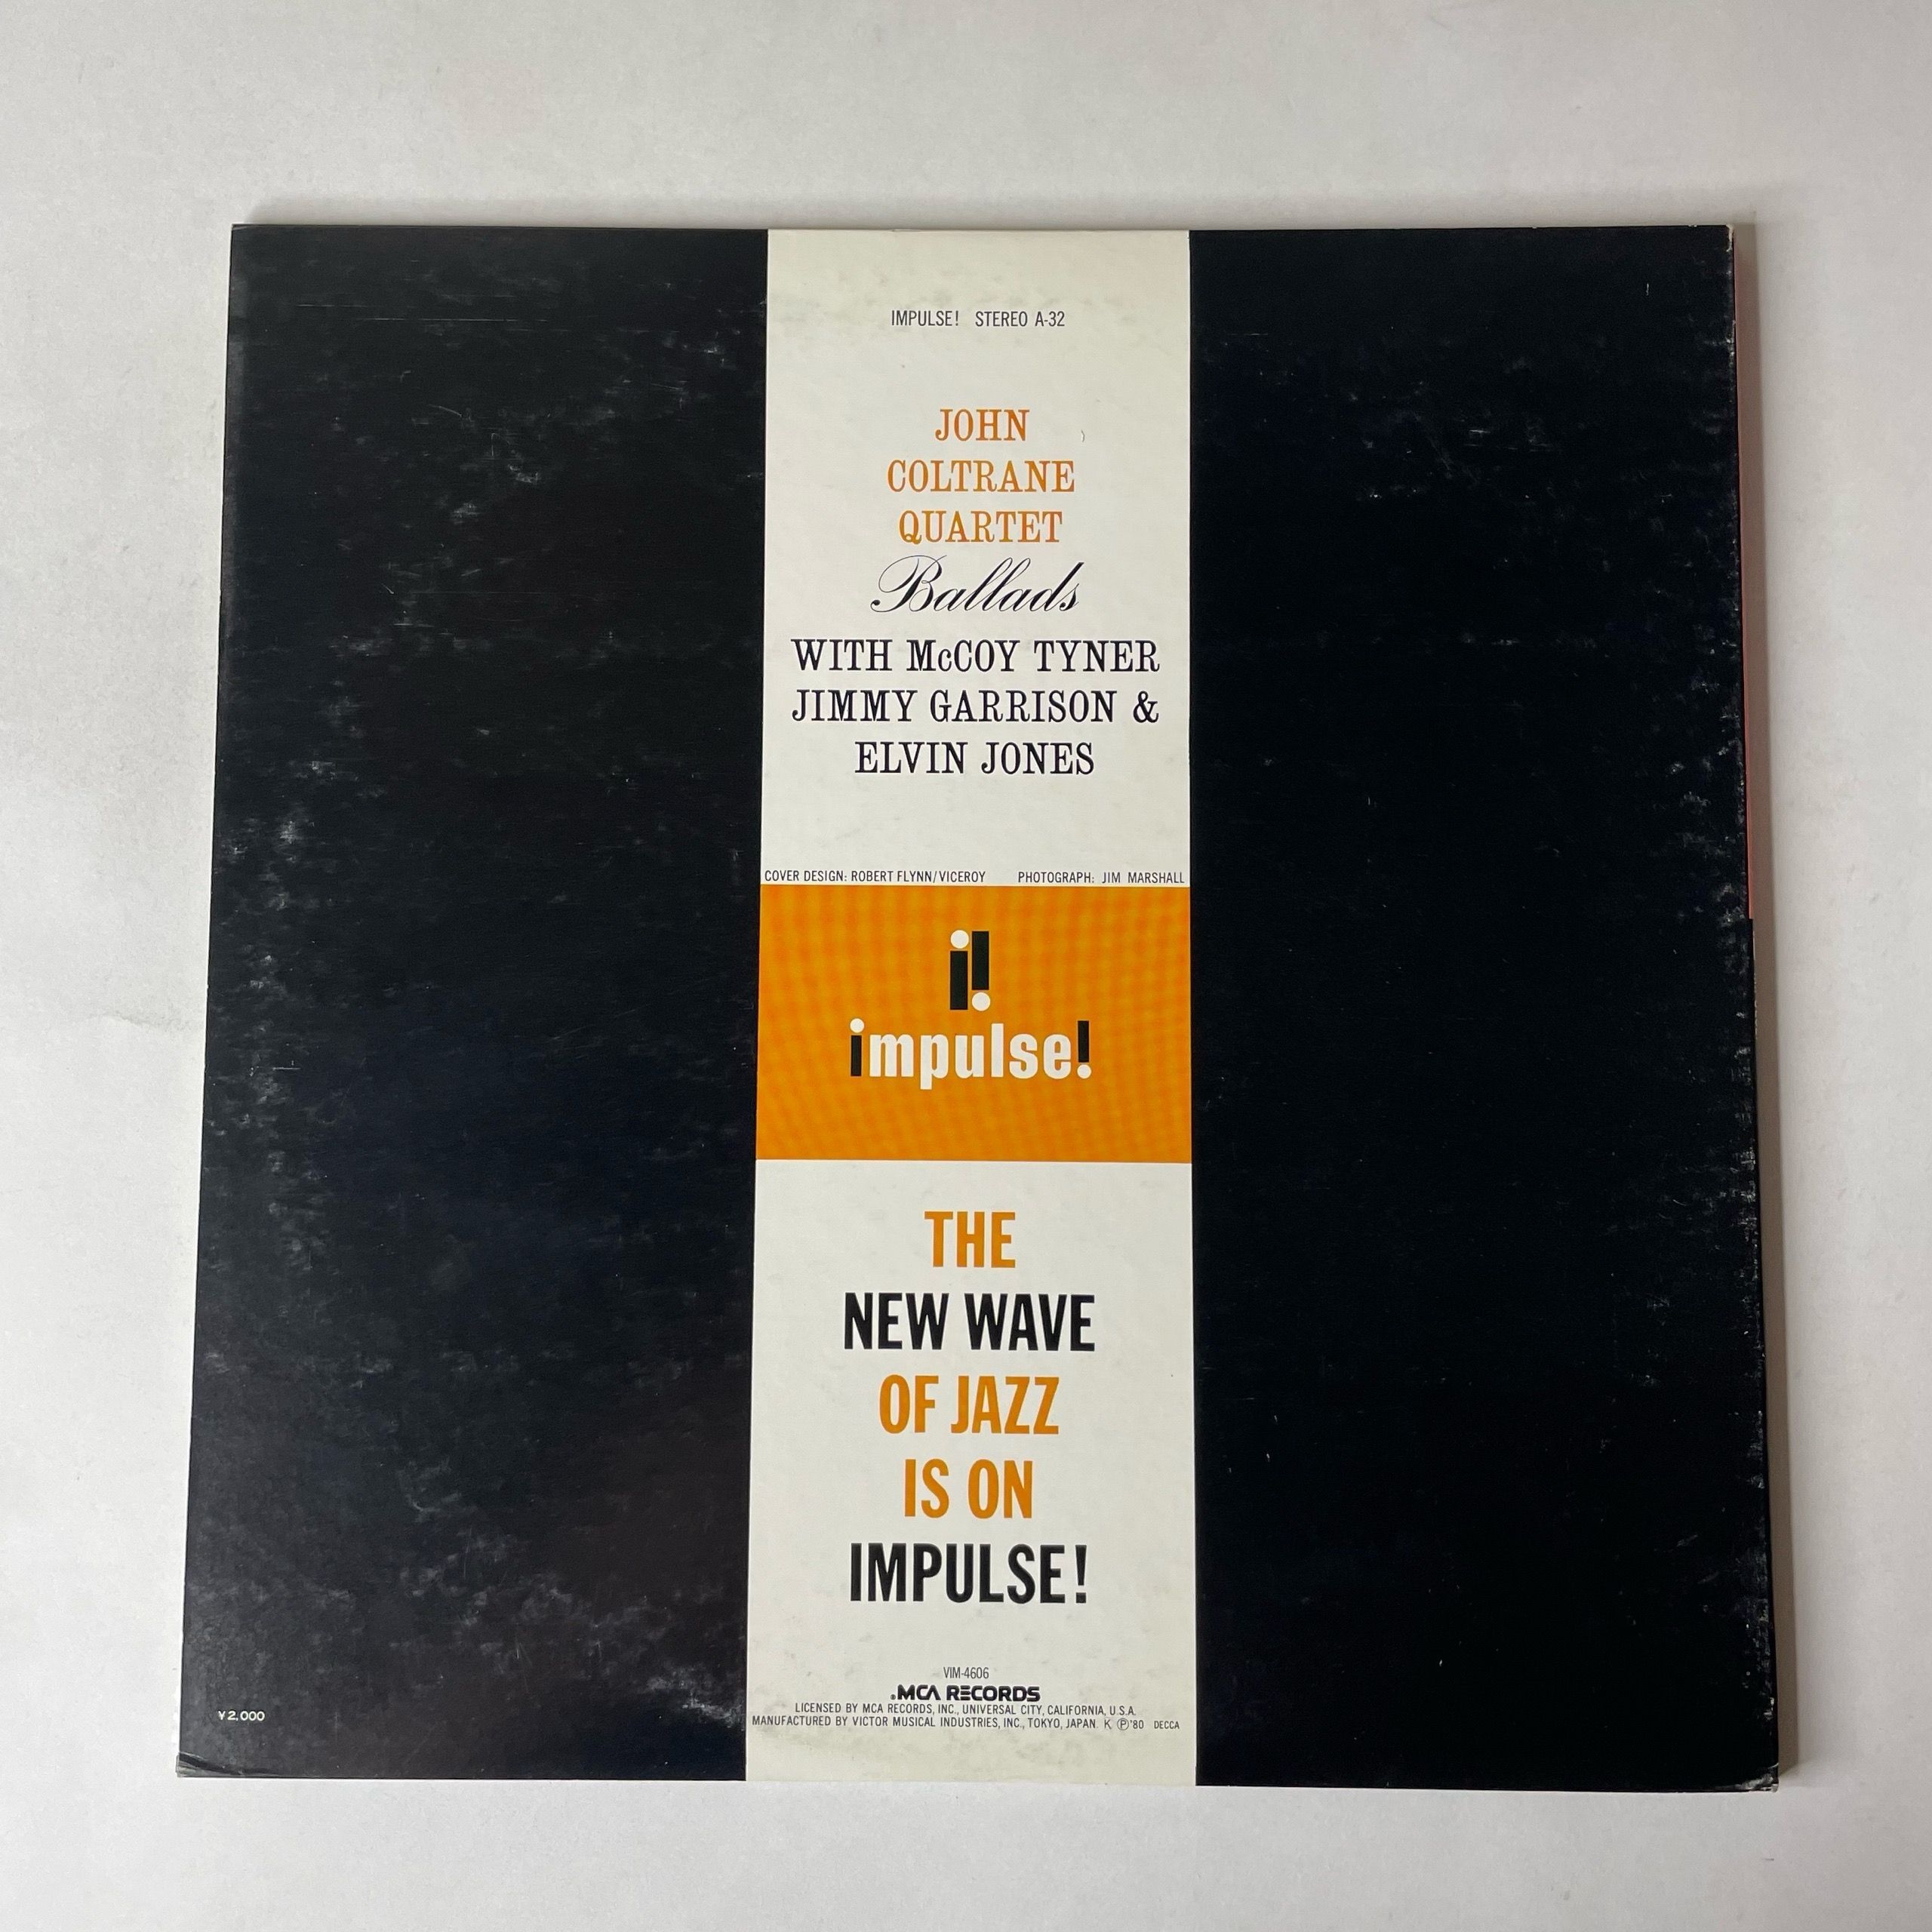 IMPULSE! STEREO A-32
JOHN
COLTRANE
QUARTET
Ballads
WITH McCOY TYNER
JIMMY GARRISON &
ELVIN JONES
COVER DESIGN: ROBERT FLYNN/VICEROY PHOTOGRAPH: JIM MARSHALL
i!
impulse!
THE
NEW WAVE
OF JAZZ
IS ON
IMPULSE!
VIM-4606
MCA RECORDS
LICENSED BY MCA RECORDS, INC., UNIVERSAL CITY, CALIFORNIA, U.S.A.
MANUFACTURED BY VICTOR MUSICAL INDUSTRIES, INC., TOKYO, JAPAN. K Ⓟ'80 DECCA
¥2,000